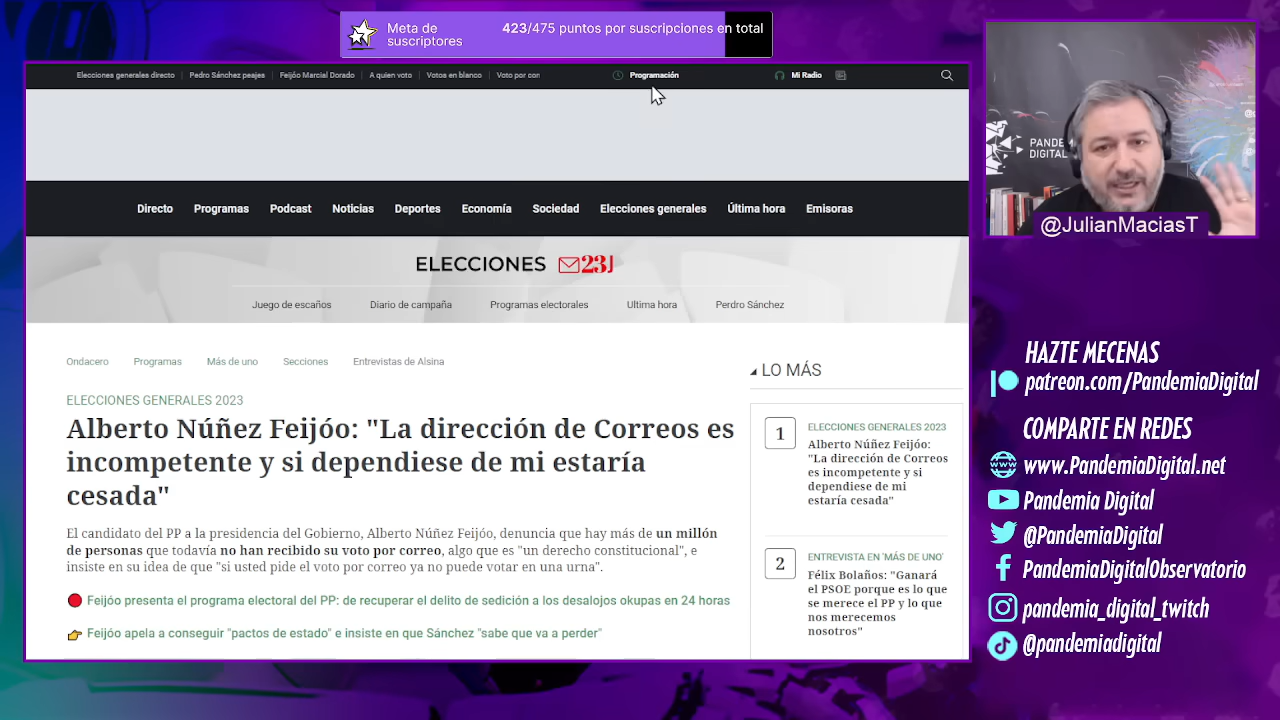 Meta de
suscriptores
423/475 puntos por suscripciones en total
Elecciones generales directo
Pedro Sánchez peajes
Feijóo Marcial Dorado
A quien voto
Votos en blanco
Voto por cor
Programación
Mi Radio
Directo
Programas
Podcast
Noticias
Deportes
Economía
Sociedad
Elecciones generales
Última hora
Emisoras
ELECCIONES 23J
Juego de escaños
Diario de campaña
Programas electorales
Ultima hora
Perdro Sánchez
Ondacero
Programas
Más de uno
Secciones
Entrevistas de Alsina
ELECCIONES GENERALES 2023
Alberto Núñez Feijóo: "La dirección de Correos es
incompetente y si dependiese de mi estaría
cesada"
El candidato del PP a la presidencia del Gobierno, Alberto Núñez Feijóo, denuncia que hay más de un millón
de personas que todavía no han recibido su voto por correo, algo que es "un derecho constitucional", e
insiste en su idea de que "si usted pide el voto por correo ya no puede votar en una urna".
Feijóo presenta el programa electoral del PP: de recuperar el delito de sedición a los desalojos okupas en 24 horas
Feijóo apela a conseguir "pactos de estado" e insiste en que Sánchez "sabe que va a perder"
LO MÁS
1
ELECCIONES GENERALES 2023
Alberto Núñez Feijóo:
"La dirección de Correos
es incompetente y si
dependiese de mi
estaría cesada"
2
ENTREVISTA EN 'MÁS DE UNO'
Félix Bolaños: "Ganará
el PSOE porque es lo que
se merece el PP y lo que
nos merecemos
nosotros"
PANDEM
DIGITAL
@JulianMaciasT
HAZTE MECENAS
patreon.com/PandemiaDigital
COMPARTE EN REDES
www.PandemiaDigital.net
Pandemia Digital
@PandemiaDigital
PandemiaDigitalObservatorio
pandemia_digital_twitch
@pandemiadigital